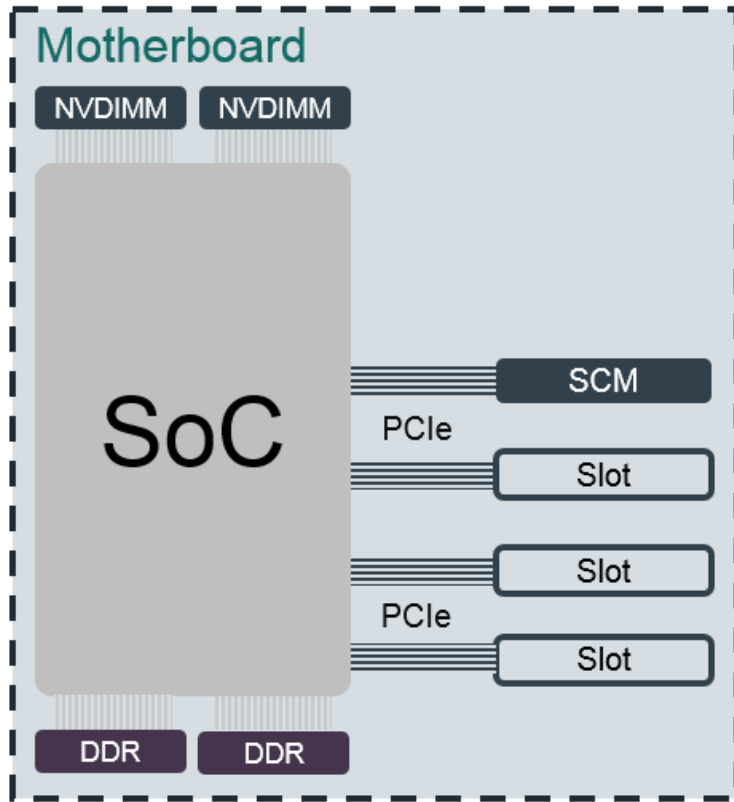 Motherboard
NVDIMM NVDIMM
SoC
SCM
PCIe
Slot
Slot
PCIe
Slot
DDR DDR